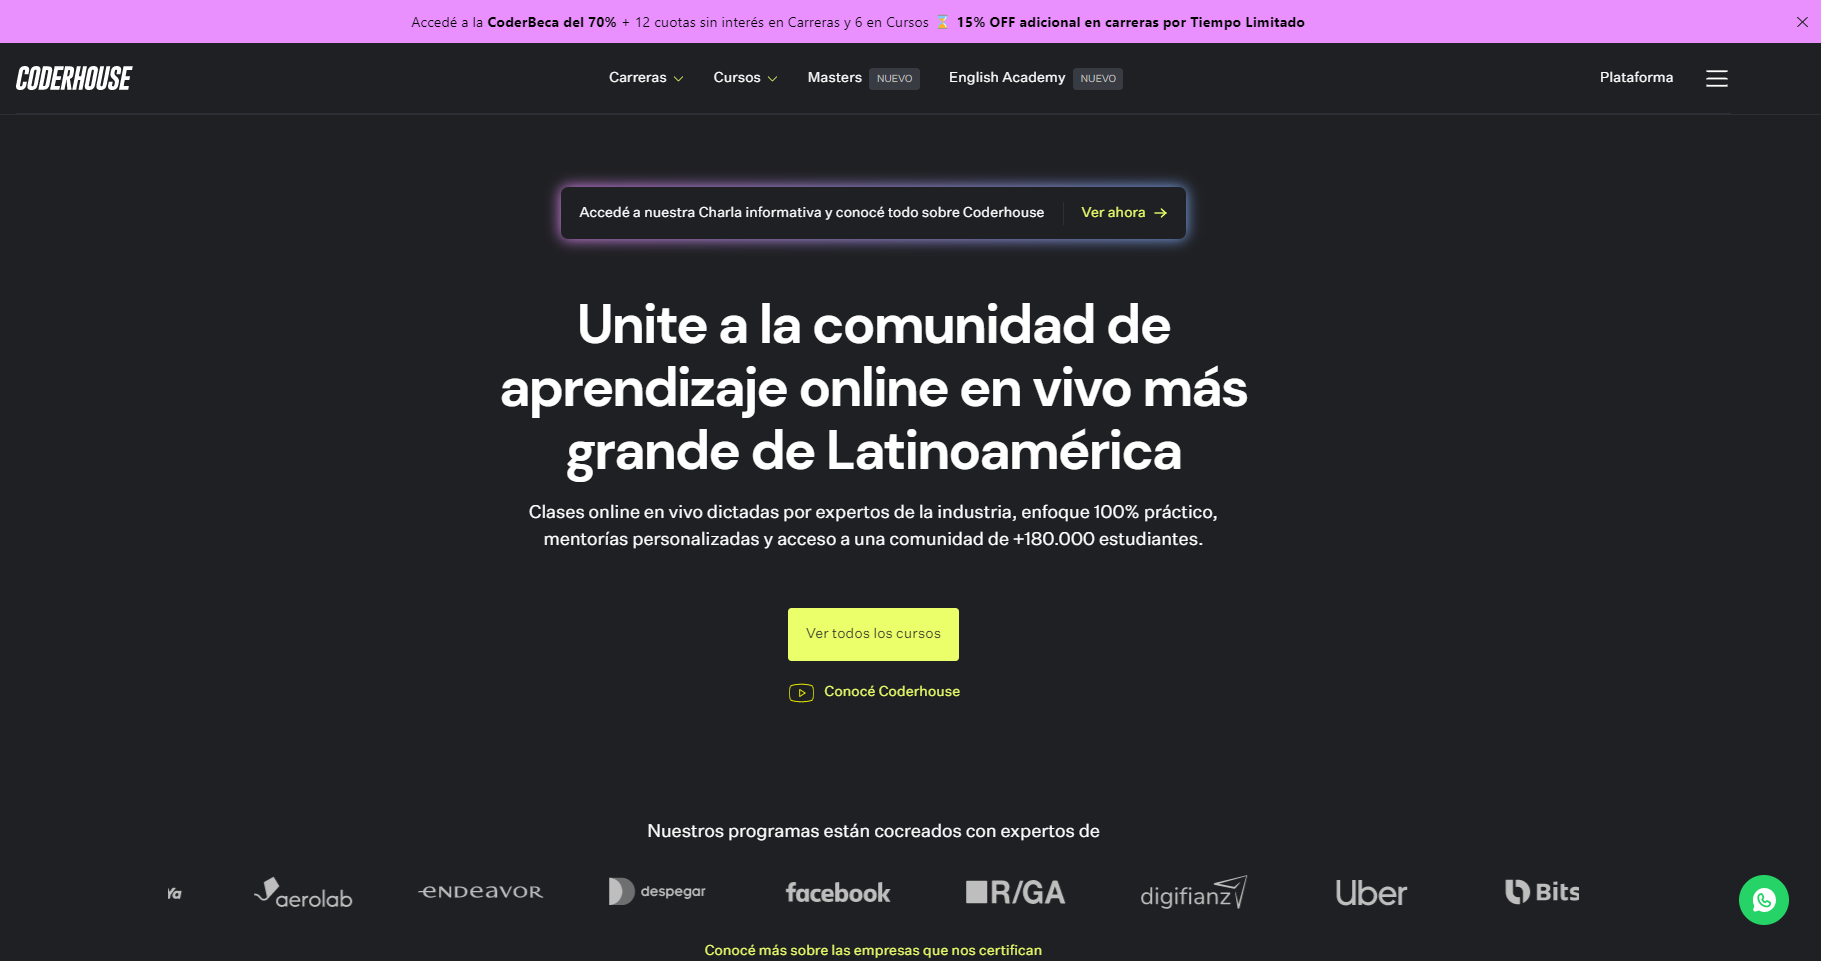 Accedé a la CoderBeca del 70% + 12 cuotas sin interés en Carreras y 6 en Cursos ⌛ 15% OFF adicional en carreras por Tiempo Limitado
CODERHOUSE
Carreras
Cursos
Masters NUEVO
English Academy NUEVO
Plataforma
Accedé a nuestra Charla informativa y conocé todo sobre Coderhouse
Ver ahora →
Unite a la comunidad de
aprendizaje online en vivo más
grande de Latinoamérica
Clases online en vivo dictadas por expertos de la industria, enfoque 100% práctico,
mentorías personalizadas y acceso a una comunidad de +180.000 estudiantes.
Ver todos los cursos
Conocé Coderhouse
Nuestros programas están cocreados con expertos de
aerolab
ENDEAVOR
despegar
facebook
R/GA
digifianz
Uber
Bits
Conocé más sobre las empresas que nos certifican